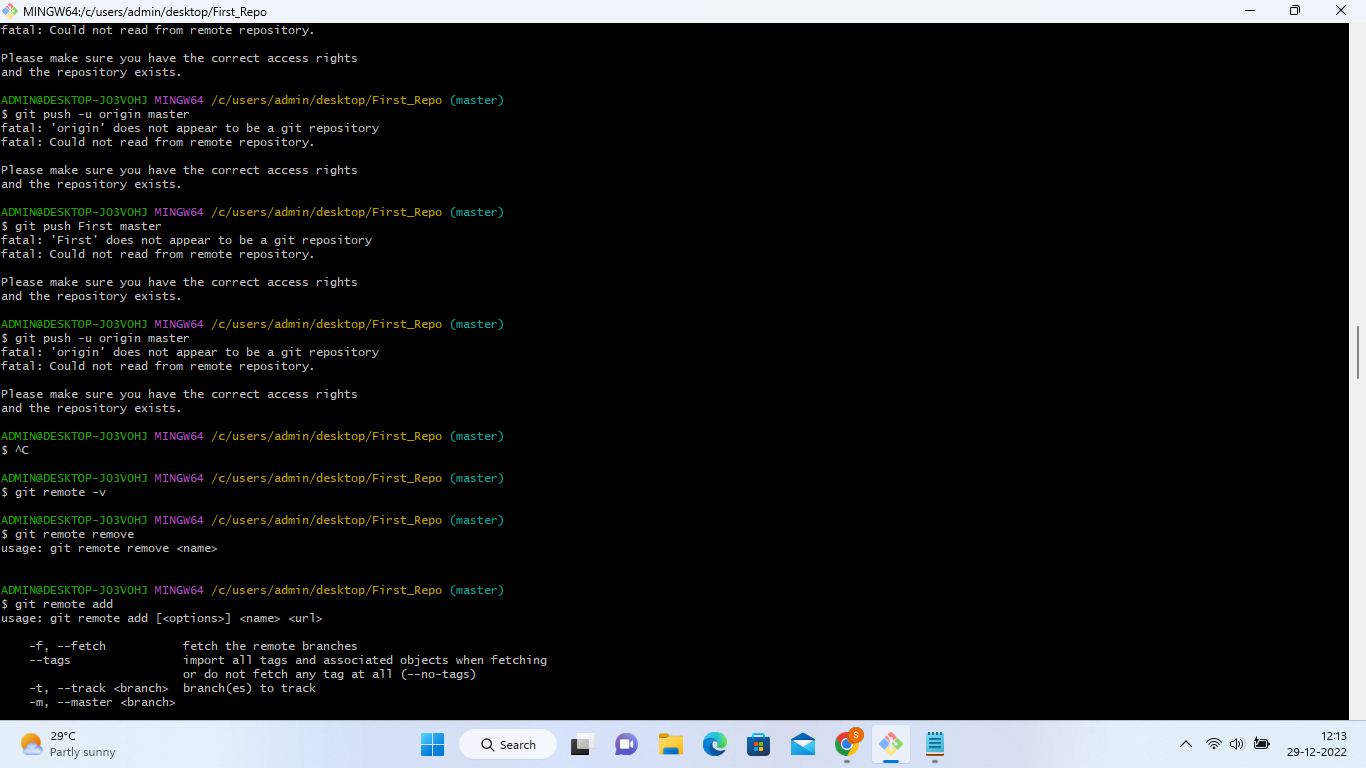 MINGW64:/c/users/admin/desktop/First_Repo
fatal: Could not read from remote repository.
Please make sure you have the correct access rights
and the repository exists.
ADMIN@DESKTOP-JO3VOHJ MINGW64 /c/users/admin/desktop/First_Repo (master)
$ git push -u origin master
fatal: 'origin' does not appear to be a git repository
fatal: Could not read from remote repository.
Please make sure you have the correct access rights
and the repository exists.
ADMIN@DESKTOP-JO3VOHJ MINGW64 /c/users/admin/desktop/First_Repo (master)
$ git push First master
fatal: 'First' does not appear to be a git repository
fatal: Could not read from remote repository.
Please make sure you have the correct access rights
and the repository exists.
ADMIN@DESKTOP-JO3VOHJ MINGW64 /c/users/admin/desktop/First_Repo (master)
$ git push -u origin master
fatal: 'origin' does not appear to be a git repository
fatal: Could not read from remote repository.
Please make sure you have the correct access rights
and the repository exists.
ADMIN@DESKTOP-JO3VOHJ MINGW64 /c/users/admin/desktop/First_Repo (master)
$ ^C
ADMIN@DESKTOP-JO3VOHJ MINGW64 /c/users/admin/desktop/First_Repo (master)
$ git remote -v
ADMIN@DESKTOP-JO3VOHJ MINGW64 /c/users/admin/desktop/First_Repo (master)
$ git remote remove
usage: git remote remove <name>
ADMIN@DESKTOP-JO3VOHJ MINGW64 /c/users/admin/desktop/First_Repo (master)
$ git remote add
usage: git remote add [<options>] <name> <url>
-f, --fetch fetch the remote branches
--tags import all tags and associated objects when fetching
or do not fetch any tag at all (--no-tags)
-t, --track <branch> branch(es) to track
-m, --master <branch>
29°C
Partly sunny
Search
S
12:13
29-12-2022